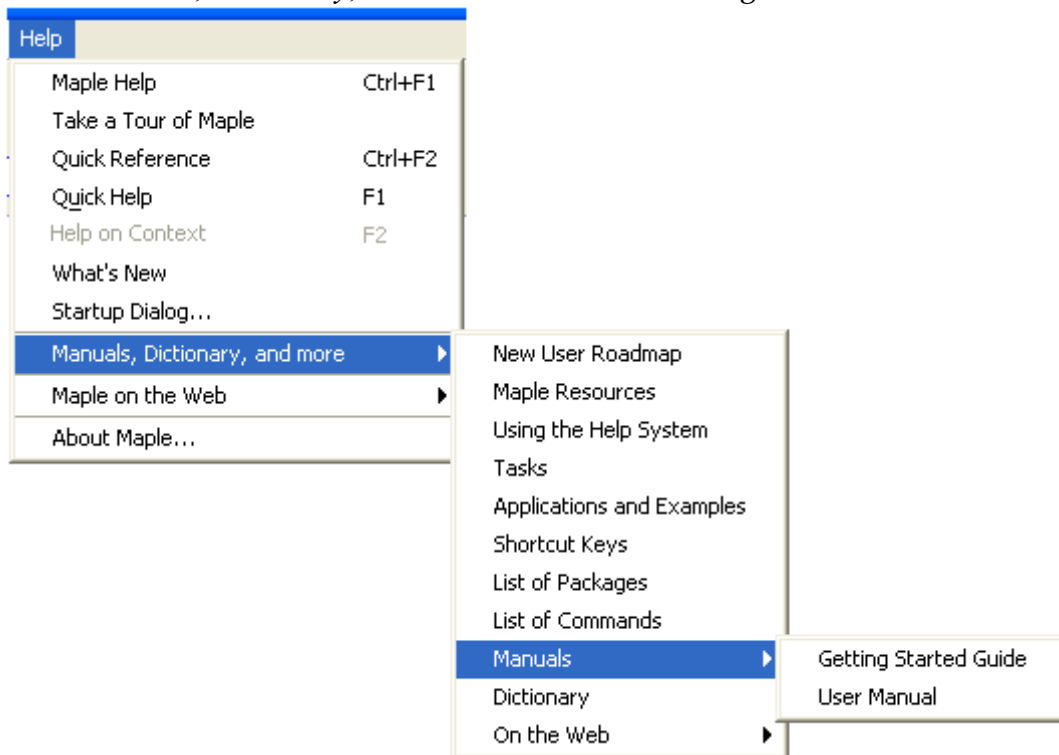 Help
Maple Help Ctrl+F1
Take a Tour of Maple
Quick Reference Ctrl+F2
Quick Help F1
Help on Context F2
What's New
Startup Dialog...
Manuals, Dictionary, and more
Maple on the Web
About Maple...
New User Roadmap
Maple Resources
Using the Help System
Tasks
Applications and Examples
Shortcut Keys
List of Packages
List of Commands
Manuals
Dictionary
On the Web
Getting Started Guide
User Manual